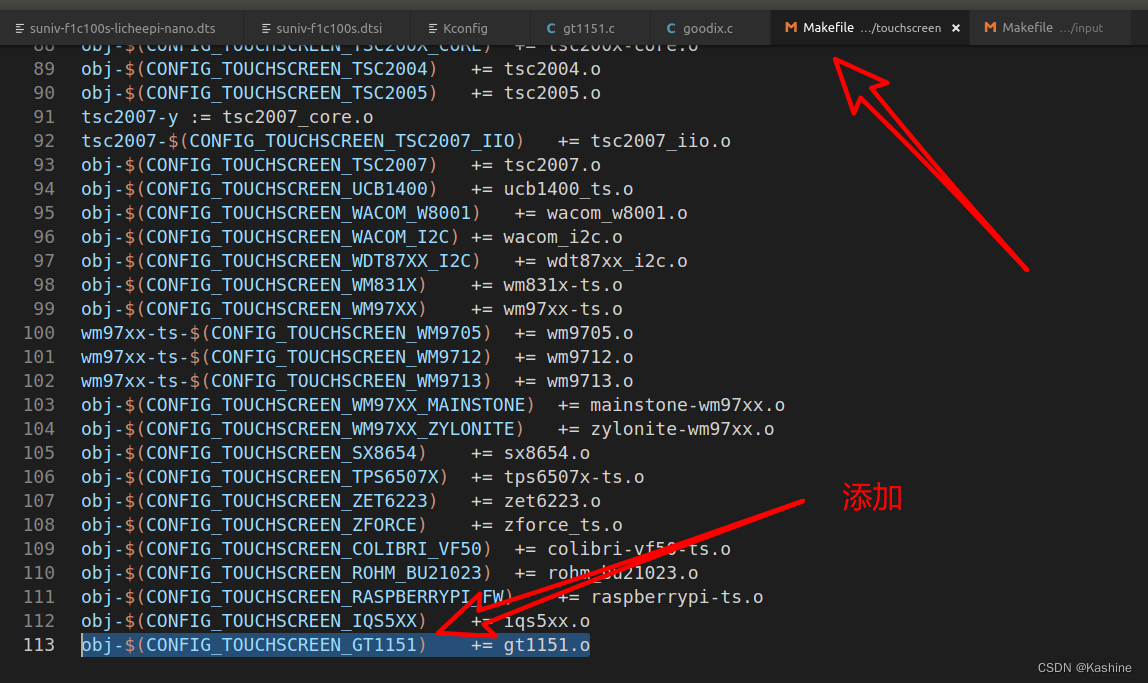 suniv-f1c100s-licheepi-nano.dts suniv-f1c100s.dtsi Kconfig C gt1151.c C goodix.c M Makefile .../touchscreen × M Makefile .../input
88 obj-$(CONFIG_TOUCHSCREEN_TSC200X_CORE) += tsc200x-core.o
89 obj-$(CONFIG_TOUCHSCREEN_TSC2004) += tsc2004.o
90 obj-$(CONFIG_TOUCHSCREEN_TSC2005) += tsc2005.o
91 tsc2007-y := tsc2007_core.o
92 tsc2007-$(CONFIG_TOUCHSCREEN_TSC2007_IIO) += tsc2007_iio.o
93 obj-$(CONFIG_TOUCHSCREEN_TSC2007) += tsc2007.o
94 obj-$(CONFIG_TOUCHSCREEN_UCB1400) += ucb1400_ts.o
95 obj-$(CONFIG_TOUCHSCREEN_WACOM_W8001) += wacom_w8001.o
96 obj-$(CONFIG_TOUCHSCREEN_WACOM_I2C) += wacom_i2c.o
97 obj-$(CONFIG_TOUCHSCREEN_WDT87XX_I2C) += wdt87xx_i2c.o
98 obj-$(CONFIG_TOUCHSCREEN_WM831X) += wm831x-ts.o
99 obj-$(CONFIG_TOUCHSCREEN_WM97XX) += wm97xx-ts.o
100 wm97xx-ts-$(CONFIG_TOUCHSCREEN_WM9705) += wm9705.o
101 wm97xx-ts-$(CONFIG_TOUCHSCREEN_WM9712) += wm9712.o
102 wm97xx-ts-$(CONFIG_TOUCHSCREEN_WM9713) += wm9713.o
103 obj-$(CONFIG_TOUCHSCREEN_WM97XX_MAINSTONE) += mainstone-wm97xx.o
104 obj-$(CONFIG_TOUCHSCREEN_WM97XX_ZYLONITE) += zylonite-wm97xx.o
105 obj-$(CONFIG_TOUCHSCREEN_SX8654) += sx8654.o
106 obj-$(CONFIG_TOUCHSCREEN_TPS6507X) += tps6507x-ts.o
107 obj-$(CONFIG_TOUCHSCREEN_ZET6223) += zet6223.o
添加
108 obj-$(CONFIG_TOUCHSCREEN_ZFORCE) += zforce_ts.o
109 obj-$(CONFIG_TOUCHSCREEN_COLIBRI_VF50) += colibri-vf50-ts.o
110 obj-$(CONFIG_TOUCHSCREEN_ROHM_BU21023) += rohm_bu21023.o
111 obj-$(CONFIG_TOUCHSCREEN_RASPBERRYPI_FW) += raspberrypi-ts.o
112 obj-$(CONFIG_TOUCHSCREEN_IQS5XX) += iqs5xx.o
113 obj-$(CONFIG_TOUCHSCREEN_GT1151) += gt1151.o
CSDN @Kashine